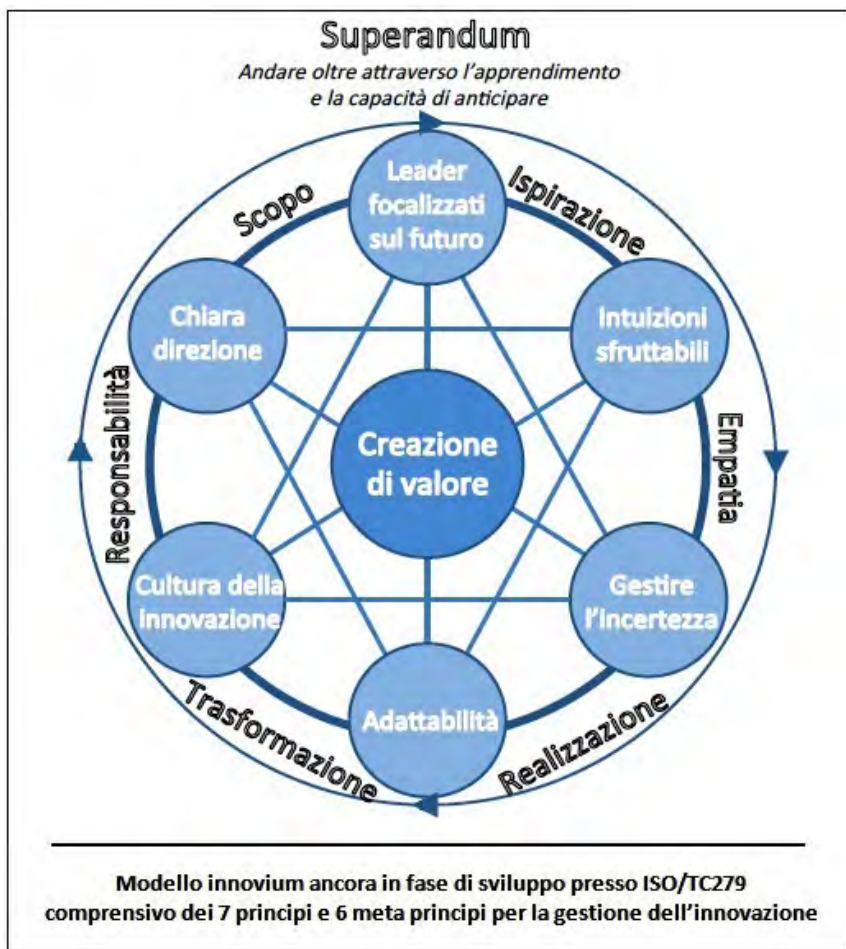 Superandum
Andare oltre attraverso l'apprendimento
e la capacità di anticipare
Leader
focalizzati
sul futuro
Ispirazione
Intuizioni
sfruttabili
Empatia
Gestire
l'incertezza
Realizzazione
Adattabilità
Trasformazione
Cultura della
innovazione
Responsabilità
Chiara
direzione
Scopo
Creazione
di valore
Modello innovium ancora in fase di sviluppo presso ISO/TC279
comprensivo dei 7 principi e 6 meta principi per la gestione dell'innovazione